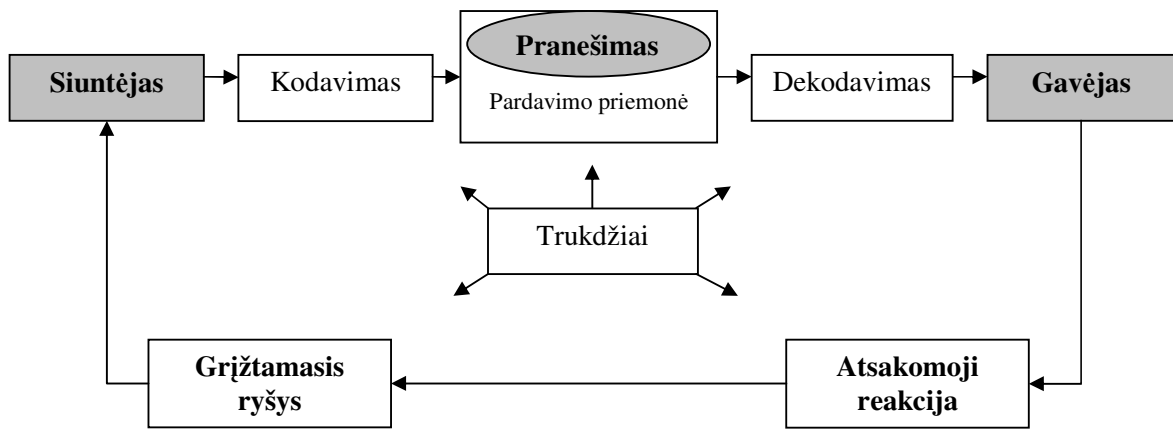 Siuntėjas
Kodavimas
Pranešimas
Pardavimo priemonė
Dekodavimas
Gavėjas
Trukdžiai
Grįžtamasis
ryšys
Atsakomoji
reakcija